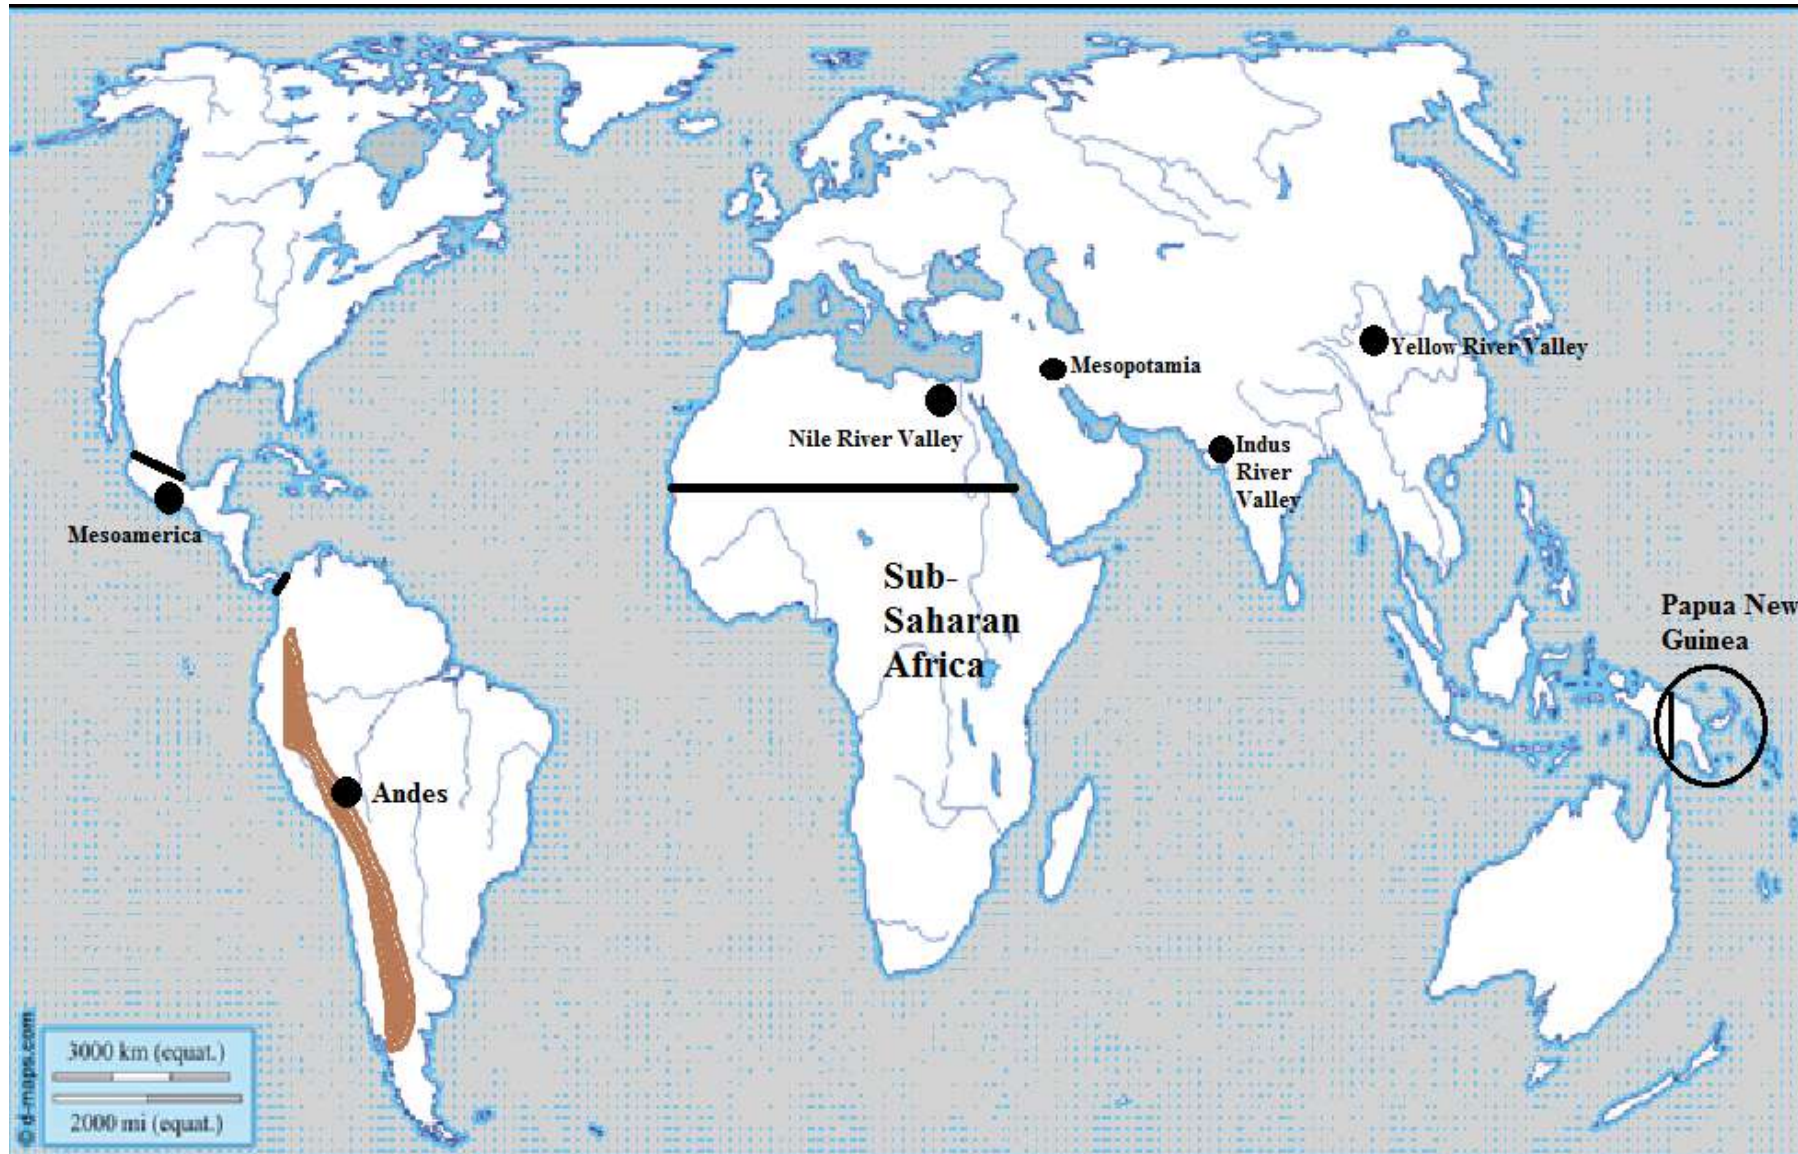 Yellow River Valley
Mesopotamia
Nile River Valley
Indus
River
Valley
Mesoamerica
Sub-
Saharan
Africa
Papua New
Guinea
Andes
3000 km (equat.)
2000 mi (equat.)
© d-maps.com